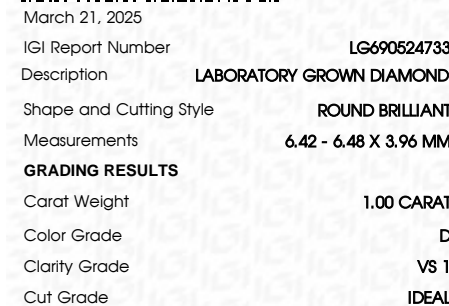 March 21, 2025
IGI Report Number LG690524733
Description LABORATORY GROWN DIAMOND
Shape and Cutting Style ROUND BRILLIANT
Measurements 6.42 - 6.48 X 3.96 MM
GRADING RESULTS
Carat Weight 1.00 CARAT
Color Grade D
Clarity Grade VS 1
Cut Grade IDEAL